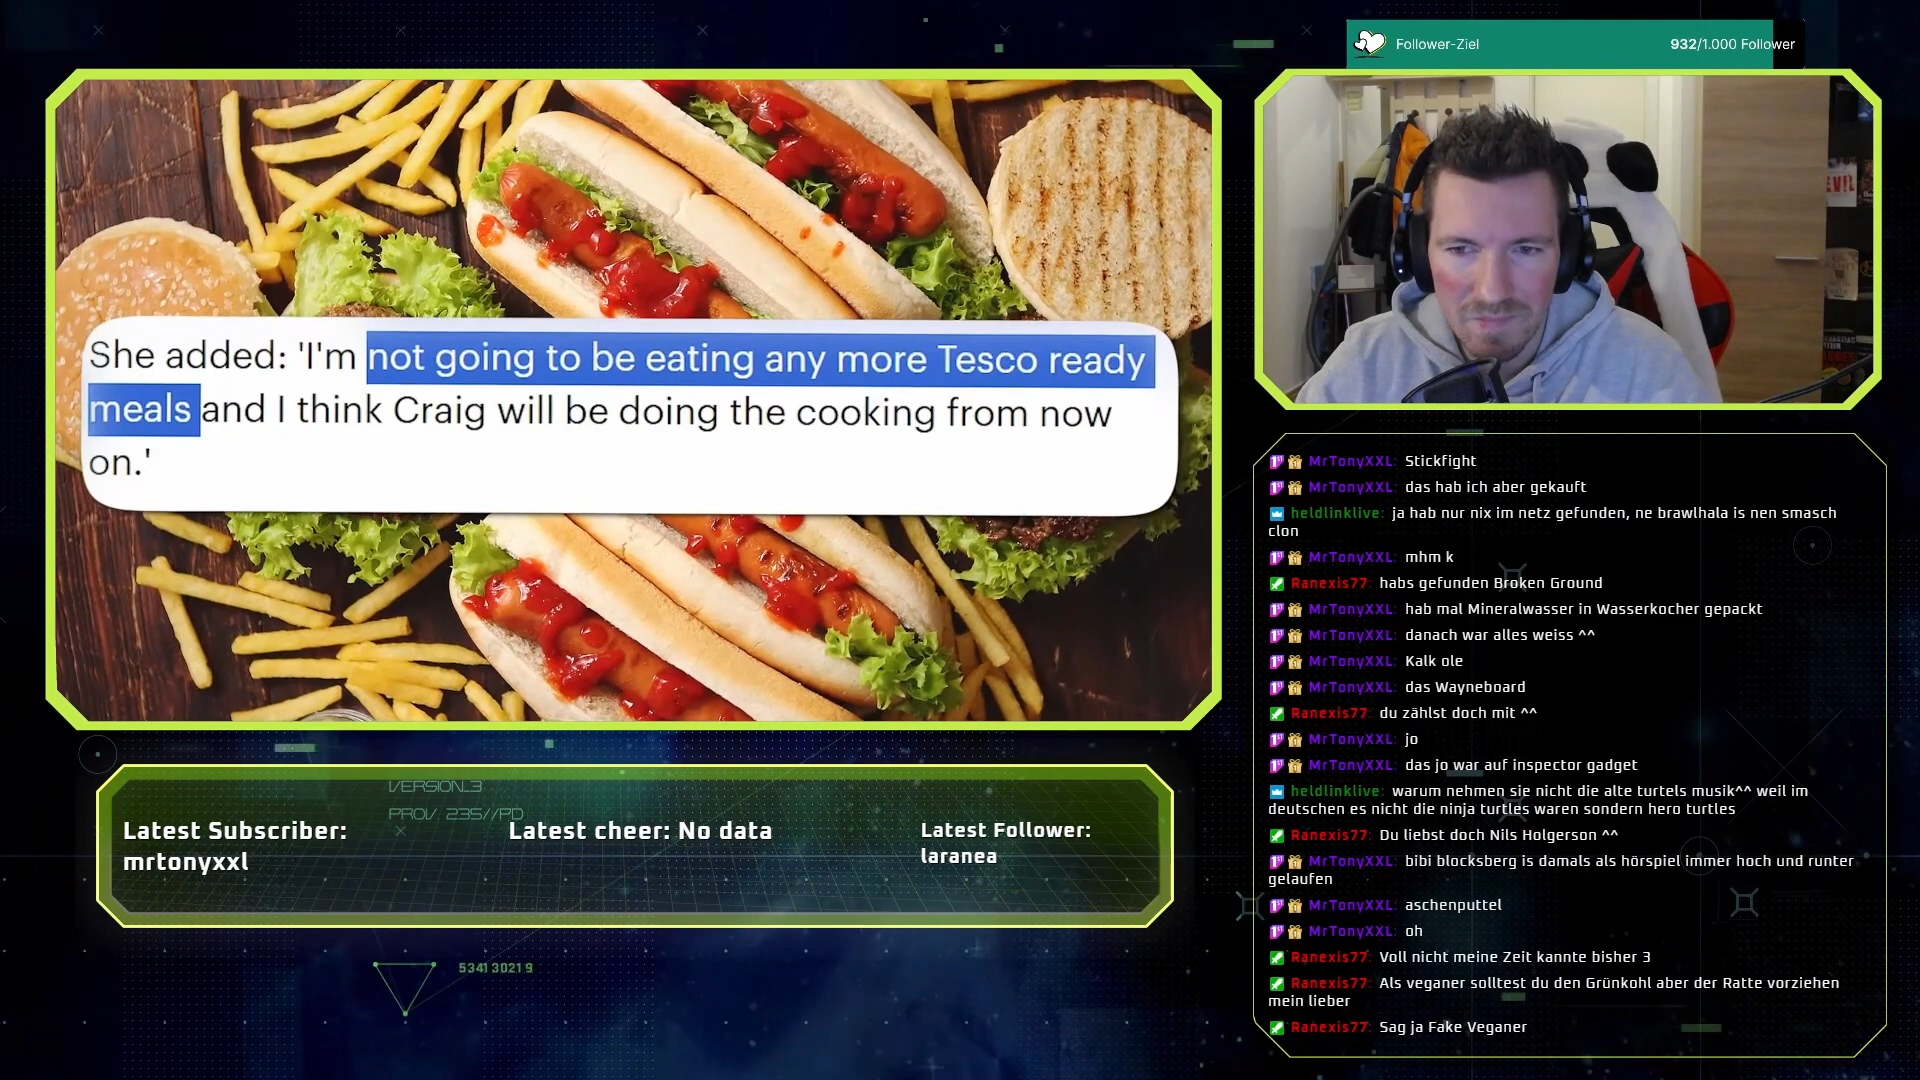 Follower-Ziel 932/1.000 Follower
She added: 'I'm not going to be eating any more Tesco ready
meals and I think Craig will be doing the cooking from now
on.'
MrTonyXXL: Stickfight
MrTonyXXL: das hab ich aber gekauft
heldlinklive: ja hab nur nix im netz gefunden, ne brawlhala is nen smasch
clon
MrTonyXXL: mhm k
Ranexis77: habs gefunden Broken Ground
MrTonyXXL: hab mal Mineralwasser in Wasserkocher gepackt
MrTonyXXL: danach war alles weiss ^^
MrTonyXXL: Kalk ole
MrTonyXXL: das Wayneboard
Ranexis77: du zählst doch mit ^^
MrTonyXXL: jo
MrTonyXXL: das jo war auf inspector gadget
heldlinklive: warum nehmen sie nicht die alte turtels musik^^ weil im
deutschen es nicht die ninja turtles waren sondern hero turtles
Ranexis77: Du liebst doch Nils Holgerson ^^
MrTonyXXL: bibi blocksberg is damals als hörspiel immer hoch und runter
gelaufen
MrTonyXXL: aschenputtel
MrTonyXXL: oh
Ranexis77: Voll nicht meine Zeit kannte bisher 3
Ranexis77: Als veganer solltest du den Grünkohl aber der Ratte vorziehen
mein lieber
Ranexis77: Sag ja Fake Veganer
VERSION_3
PROV. 235//PD
Latest Subscriber:
mrtonyxxl
Latest cheer: No data
Latest Follower:
laranea
5341 3021 9